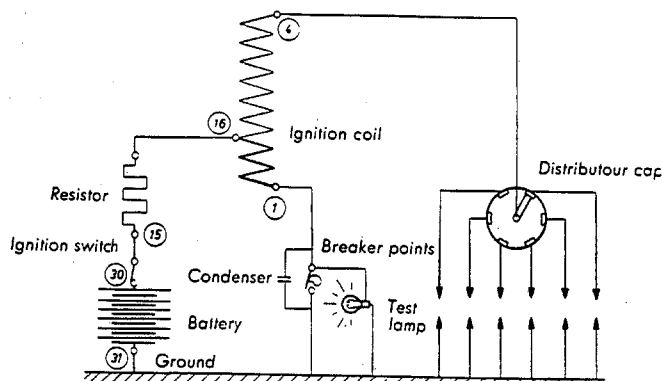 4
16
Ignition coil
Distributour cap
Resistor
1
15
Ignition switch
Breaker points
30
Condenser
Battery
Test
lamp
31
Ground